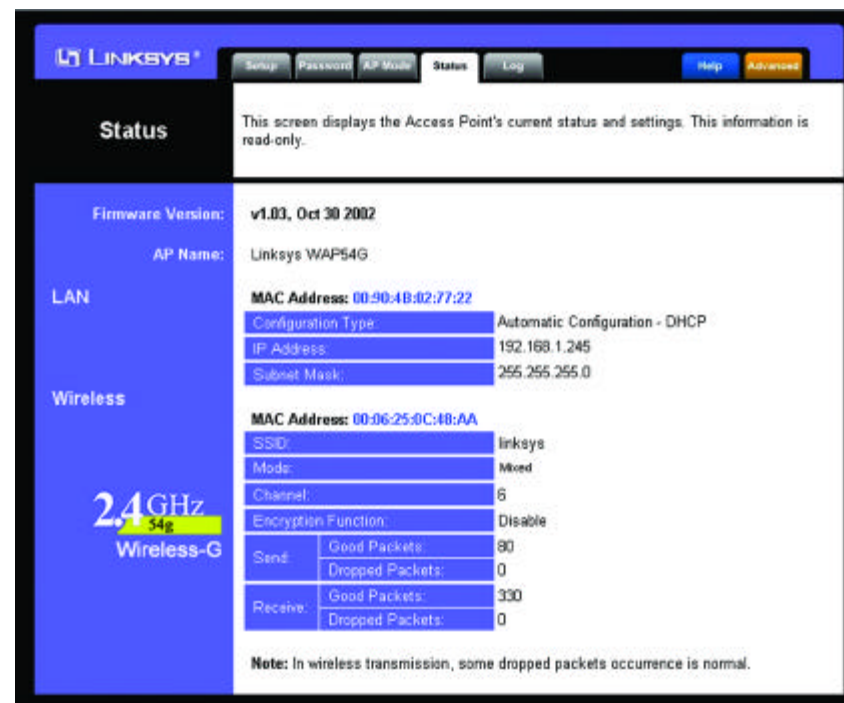 LINKSYS®
Setup Password AP Mode Status Log Help Advanced
Status
This screen displays the Access Point's current status and settings. This information is
read-only.
Firmware Version: v1.03, Oct 30 2002
AP Name: Linksys WAP54G
LAN
MAC Address: 00:90:4B:02:77:22
Configuration Type: Automatic Configuration - DHCP
IP Address: 192.168.1.245
Subnet Mask: 255.255.255.0
Wireless
MAC Address: 00:06:25:0C:48:AA
SSID: linksys
Mode: Mixed
Channel: 6
Encryption Function: Disable
Send: Good Packets: 80
Dropped Packets: 0
Receive: Good Packets: 330
Dropped Packets: 0
2.4 GHz
54g
Wireless-G
Note: In wireless transmission, some dropped packets occurrence is normal.